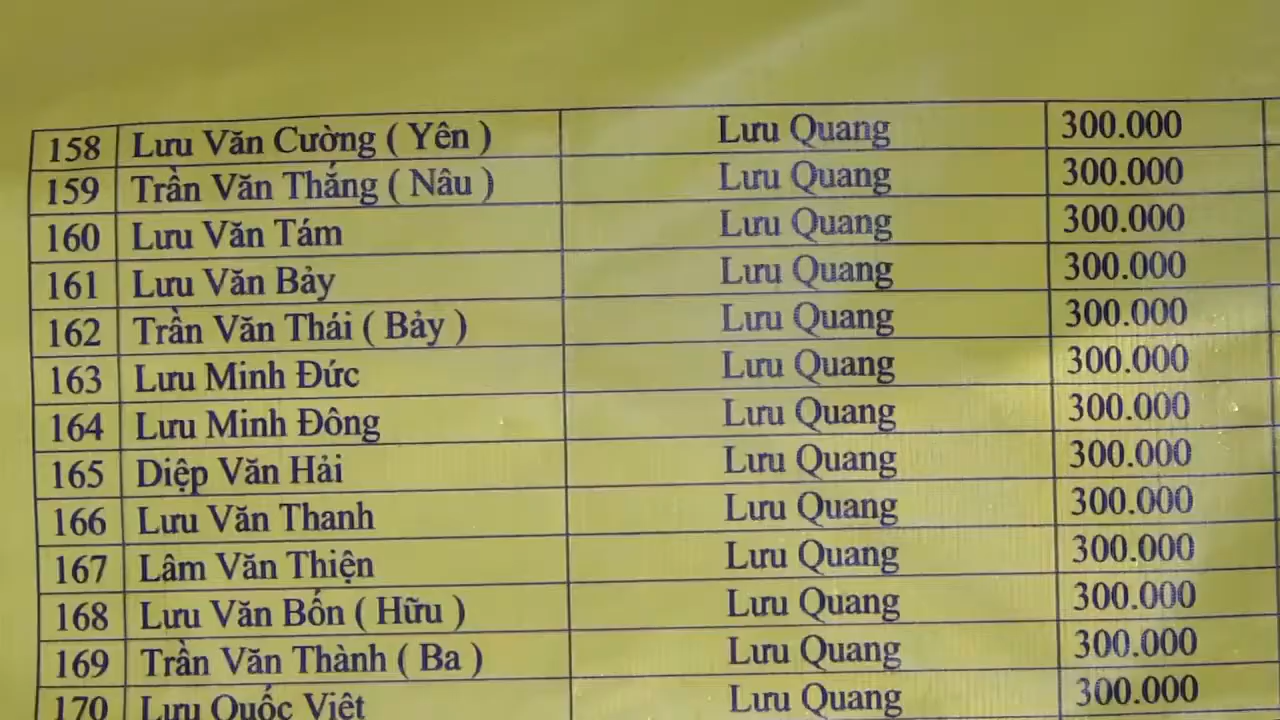 158 Lưu Văn Cường ( Yên ) Lưu Quang 300.000
159 Trần Văn Thắng ( Nâu ) Lưu Quang 300.000
160 Lưu Văn Tám Lưu Quang 300.000
161 Lưu Văn Bảy Lưu Quang 300.000
162 Trần Văn Thái ( Bảy ) Lưu Quang 300.000
163 Lưu Minh Đức Lưu Quang 300.000
164 Lưu Minh Đông Lưu Quang 300.000
165 Diệp Văn Hải Lưu Quang 300.000
166 Lưu Văn Thanh Lưu Quang 300.000
167 Lâm Văn Thiện Lưu Quang 300.000
168 Lưu Văn Bốn ( Hữu ) Lưu Quang 300.000
169 Trần Văn Thành ( Ba ) Lưu Quang 300.000
170 Lưu Quốc Việt Lưu Quang 300.000